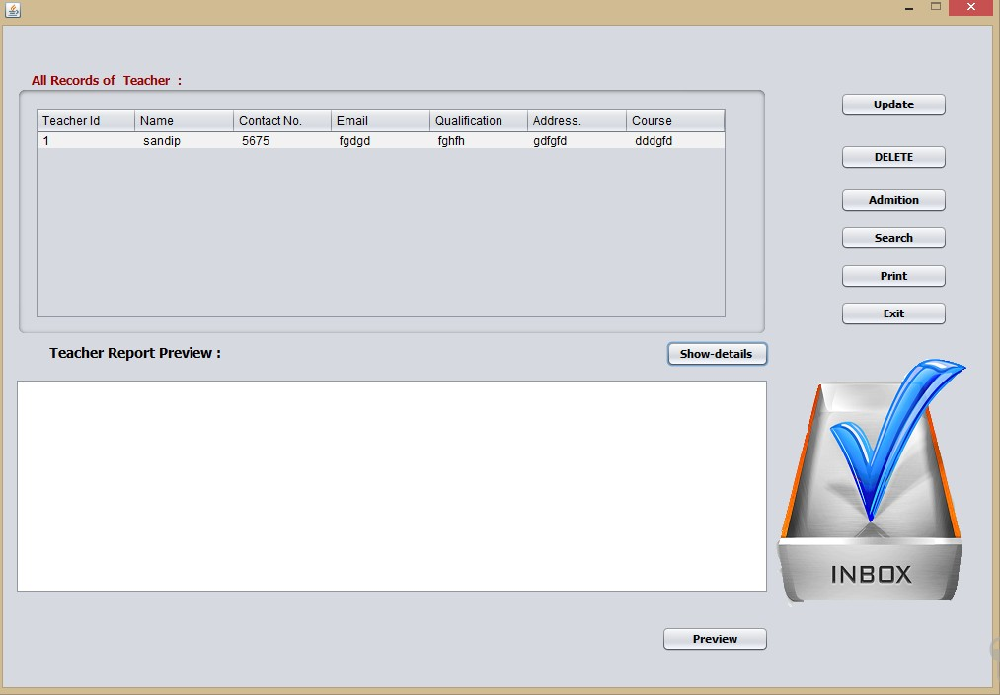 All Records of Teacher :
Teacher Id Name Contact No. Email Qualification Address. Course
1 sandip 5675 fgdgd fghfh gdfgfd dddgfd
Update
DELETE
Admition
Search
Print
Exit
Teacher Report Preview :
Show-details
INBOX
Preview